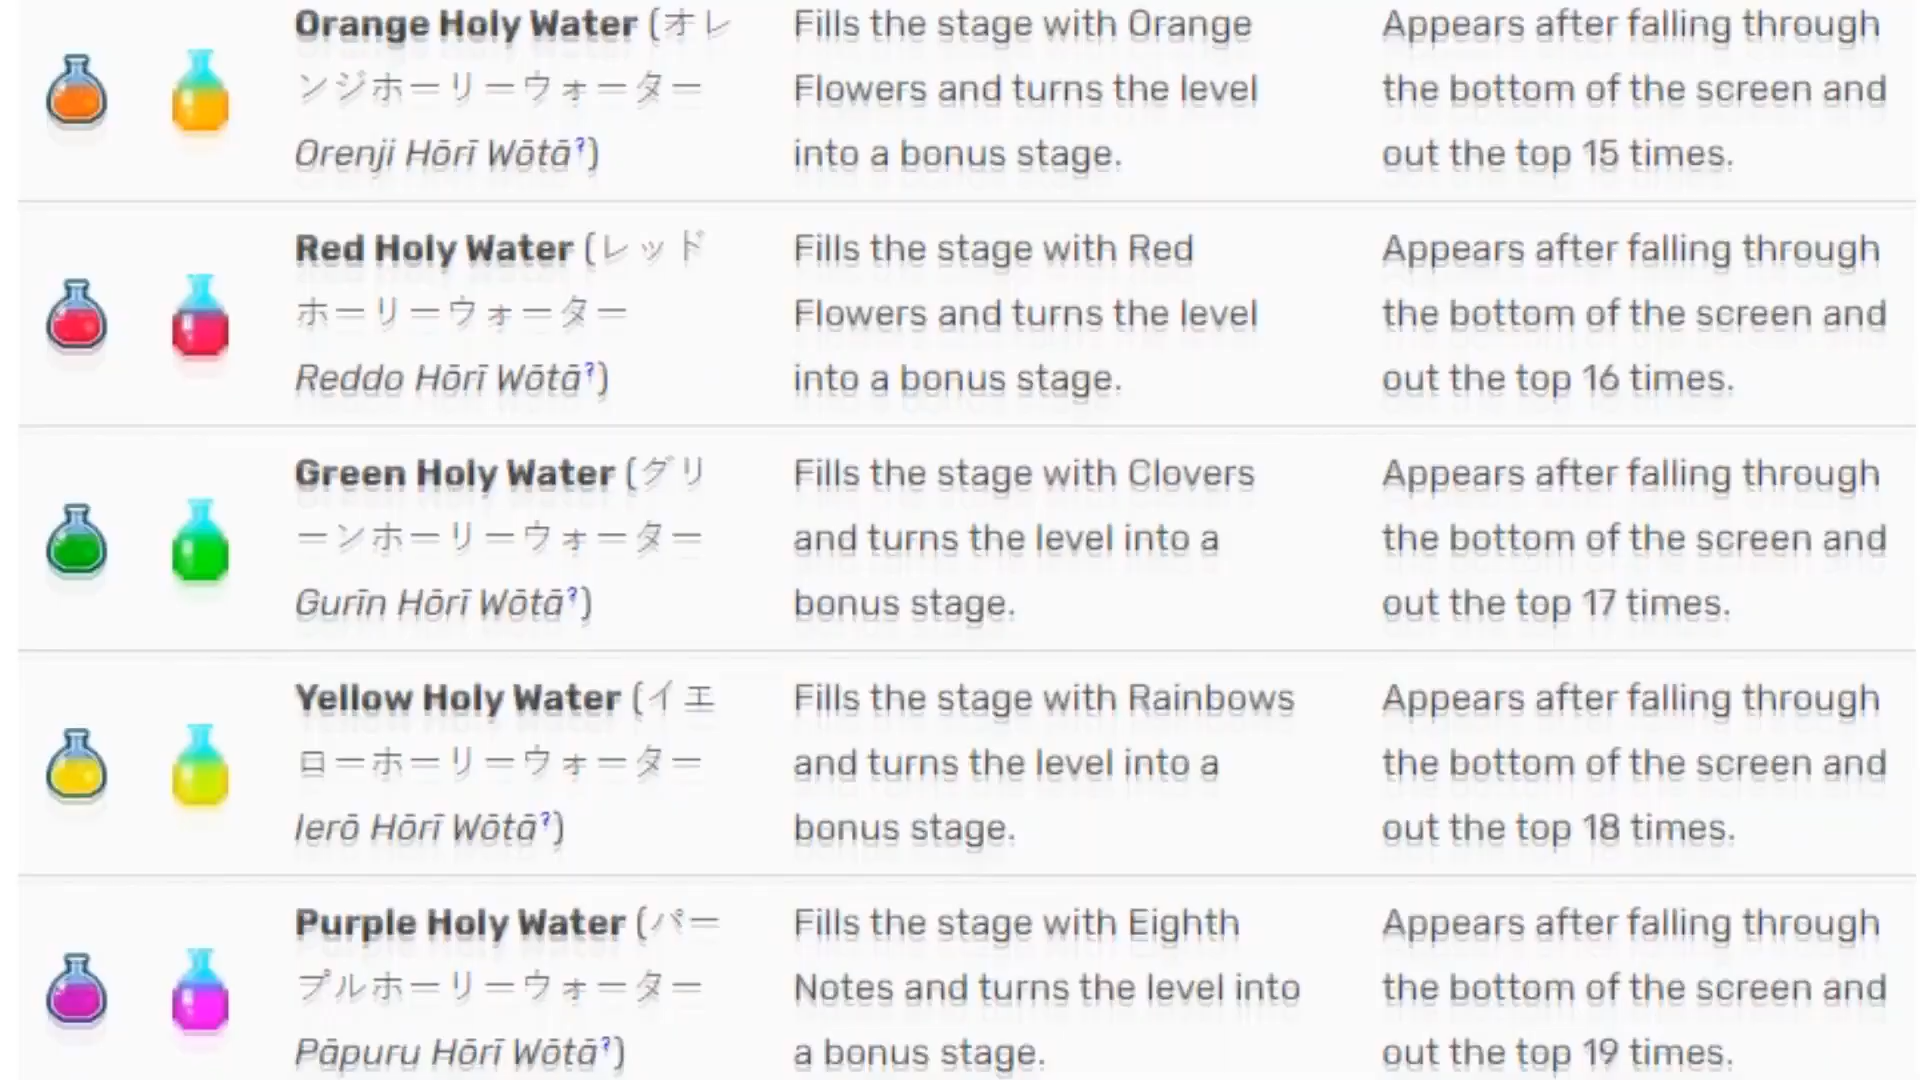 Orange Holy Water (オレ
ンジホーリーウォーター
Orenji Hōrī Wōtā?)
Fills the stage with Orange
Flowers and turns the level
into a bonus stage.
Appears after falling through
the bottom of the screen and
out the top 15 times.
Red Holy Water (レッド
ホーリーウォーター
Reddo Hōrī Wōtā?)
Fills the stage with Red
Flowers and turns the level
into a bonus stage.
Appears after falling through
the bottom of the screen and
out the top 16 times.
Green Holy Water (グリ
ーンホーリーウォーター
Gurīn Hōrī Wōtā?)
Fills the stage with Clovers
and turns the level into a
bonus stage.
Appears after falling through
the bottom of the screen and
out the top 17 times.
Yellow Holy Water (イエ
ローホーリーウォーター
Ierō Hōrī Wōtā?)
Fills the stage with Rainbows
and turns the level into a
bonus stage.
Appears after falling through
the bottom of the screen and
out the top 18 times.
Purple Holy Water (パー
プルホーリーウォーター
Pāpuru Hōrī Wōtā?)
Fills the stage with Eighth
Notes and turns the level into
a bonus stage.
Appears after falling through
the bottom of the screen and
out the top 19 times.